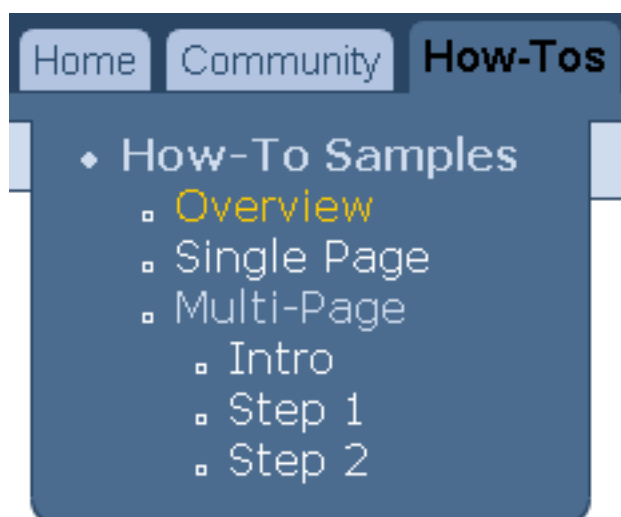 Home Community How-Tos
How-To Samples
Overview
Single Page
Multi-Page
Intro
Step 1
Step 2